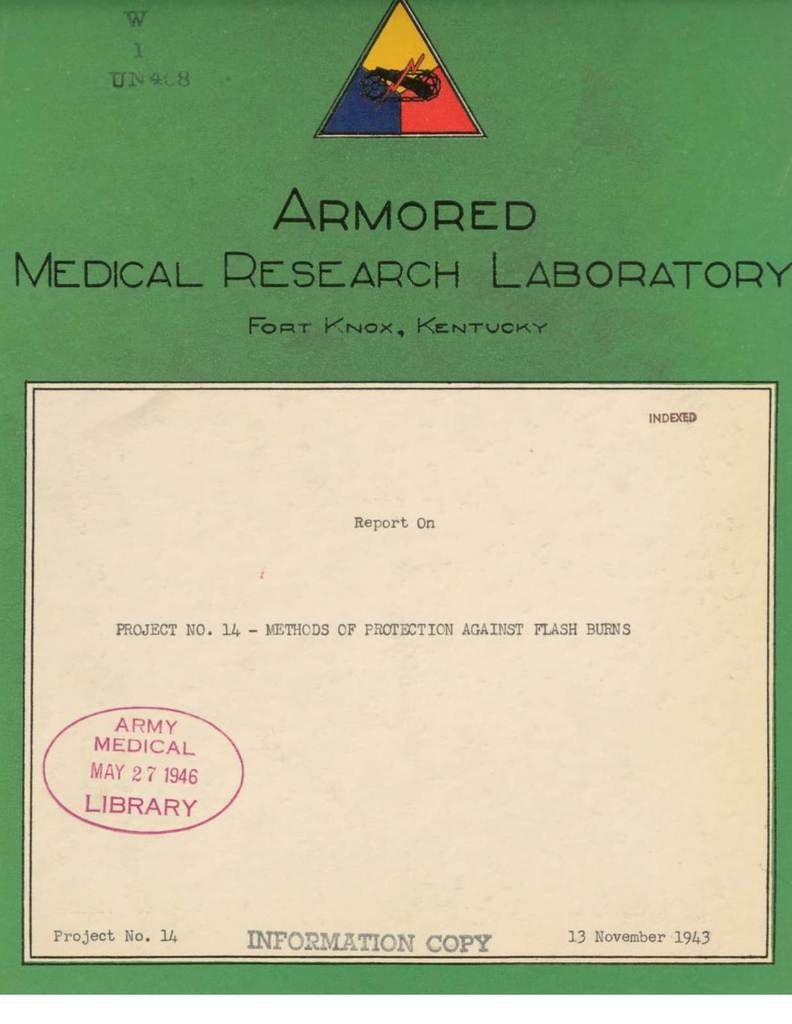 W
1
UN468
ARMORED
MEDICAL RESEARCH LABORATORY
FORT KNOX, KENTUCKY
INDEXED
Report On
PROJECT NO. 14 - METHODS OF PROTECTION AGAINST FLASH BURNS
ARMY
MEDICAL
MAY 27 1946
LIBRARY
Project No. 14
INFORMATION COPY
13 November 1943